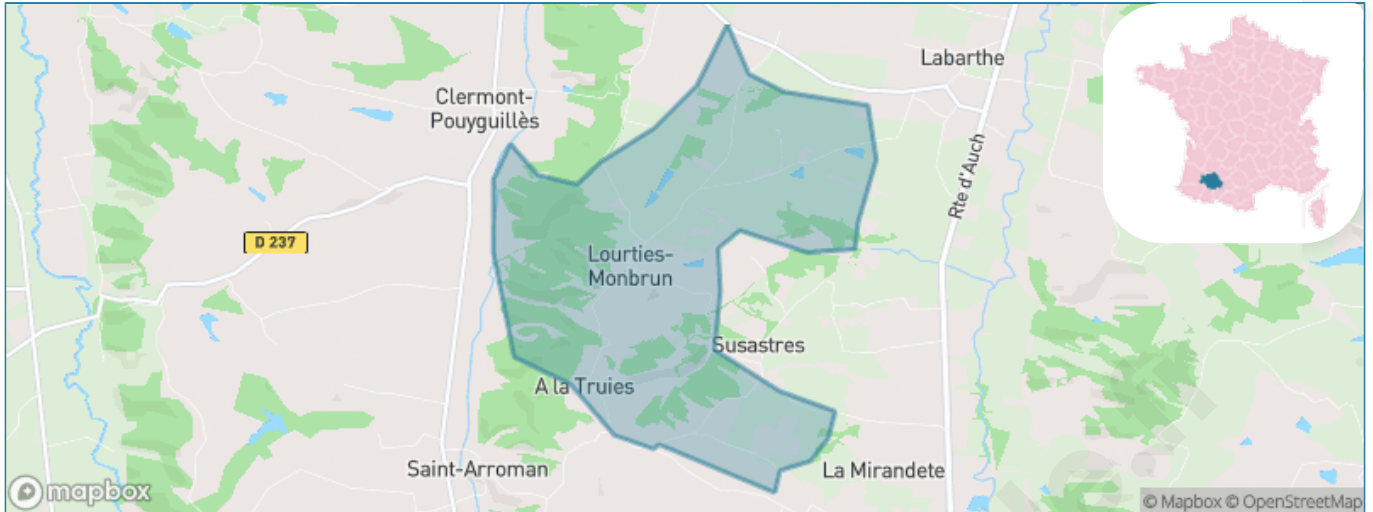 Labarthe
Clermont-
Pouyguillès
Rte d'Auch
D 237
Lourties-
Monbrun
Susastres
A la Truies
Saint-Arroman
La Mirandete
mapbox
© Mapbox © OpenStreetMap